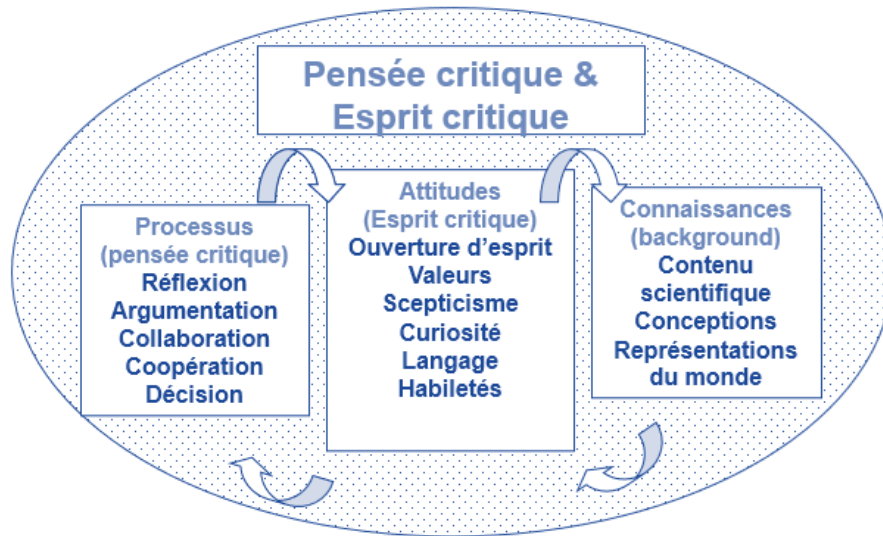 Pensée critique &
Esprit critique
Processus
(pensée critique)
Réflexion
Argumentation
Collaboration
Coopération
Décision
Attitudes
(Esprit critique)
Ouverture d'esprit
Valeurs
Scepticisme
Curiosité
Langage
Habiletés
Connaissances
(background)
Contenu
scientifique
Conceptions
Représentations
du monde